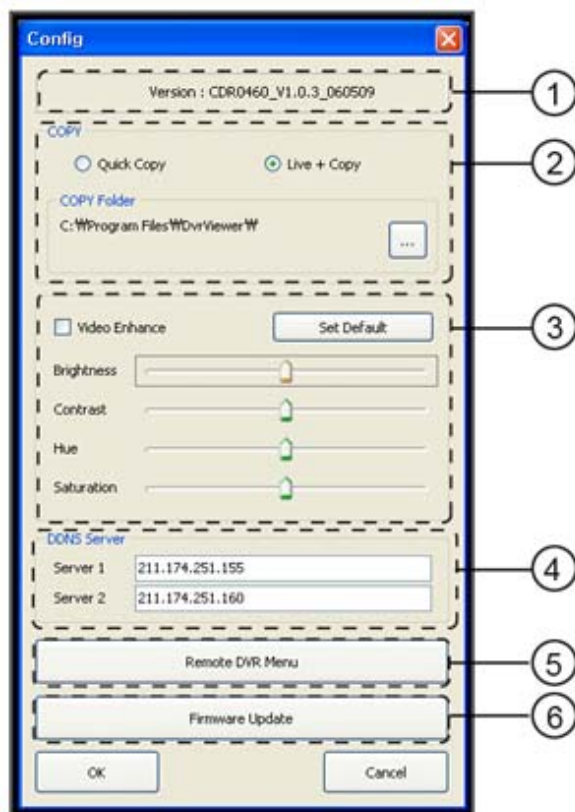 Config
Version : CDR0460_V1.0.3_060509
1
COPY
Quick Copy
Live + Copy
2
COPY Folder
C:₩Program Files₩DvrViewer₩
...
Video Enhance
Set Default
3
Brightness
Contrast
Hue
Saturation
DDNS Server
Server 1
211.174.251.155
4
Server 2
211.174.251.160
Remote DVR Menu
5
Firmware Update
6
OK
Cancel